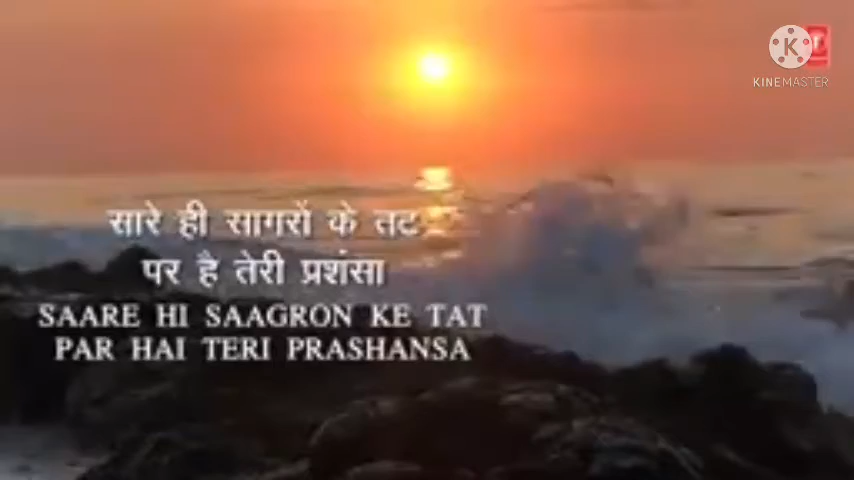 KINEMASTER
सारे ही सागरों के तट
पर है तेरी प्रशंसा
SAARE HI SAAGRON KE TAT
PAR HAI TERI PRASHANSA